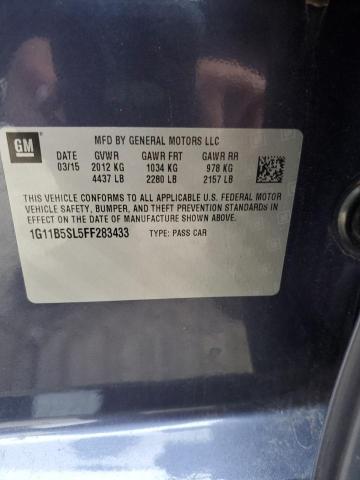 GM
MFD BY GENERAL MOTORS LLC
DATE GVWR GAWR FRT GAWR RR
03/15 2012 KG 1034 KG 978 KG
4437 LB 2280 LB 2157 LB
THIS VEHICLE CONFORMS TO ALL APPLICABLE U.S. FEDERAL MOTOR
VEHICLE SAFETY, BUMPER, AND THEFT PREVENTION STANDARDS IN
EFFECT ON THE DATE OF MANUFACTURE SHOWN ABOVE.
1G11B5SL5FF283433 TYPE: PASS CAR